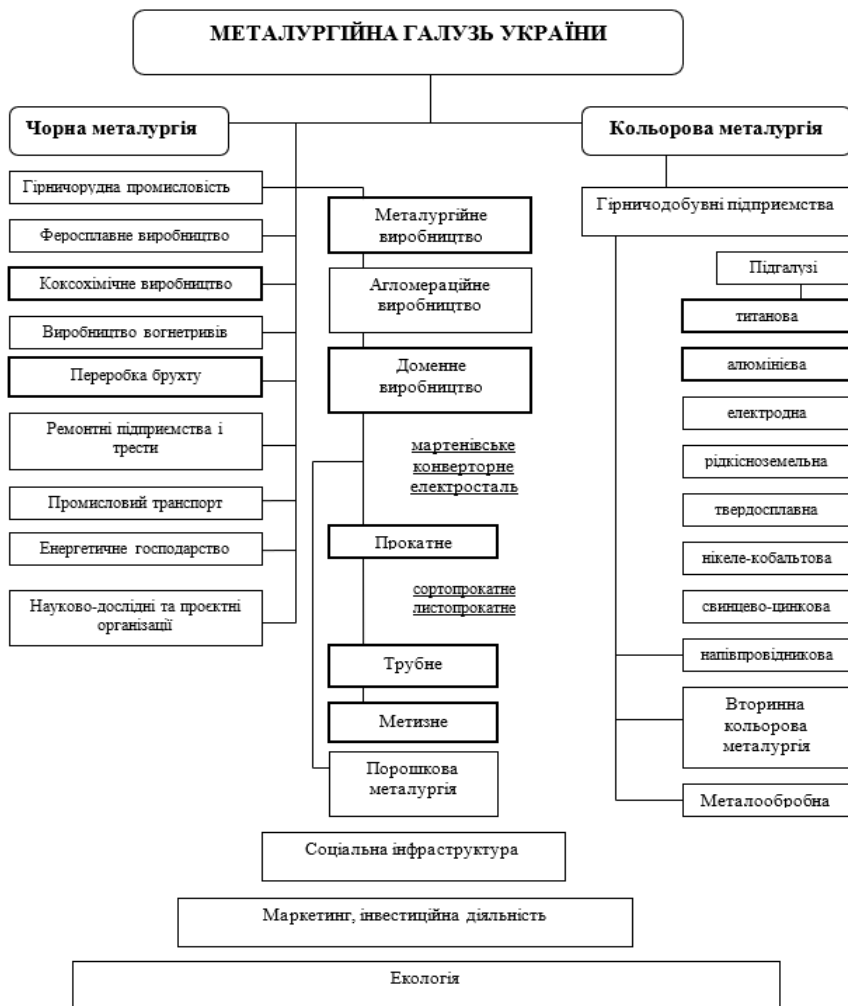 МЕТАЛУРГІЙНА ГАЛУЗЬ УКРАЇНИ
Чорна металургія
Гірничорудна промисловість
Феросплавне виробництво
Коксохімічне виробництво
Виробництво вогнетривів
Переробка брухту
Ремонтні підприємства і
трести
Промисловий транспорт
Енергетичне господарство
Науково-дослідні та проєктні
організації
Металургійне
виробництво
Агломераційне
виробництво
Доменне
виробництво
мартенівське
конверторне
електросталь
Прокатне
сортопрокатне
листопрокатне
Трубне
Метизне
Порошкова
металургія
Кольорова металургія
Гірничодобувні підприємства
Підгалузі
титанова
алюмінієва
електродна
рідкісноземельна
твердосплавна
нікеле-кобальтова
свинцево-цинкова
напівпровідникова
Вторинна
кольорова
металургія
Металообробна
Соціальна інфраструктура
Маркетинг, інвестиційна діяльність
Екологія